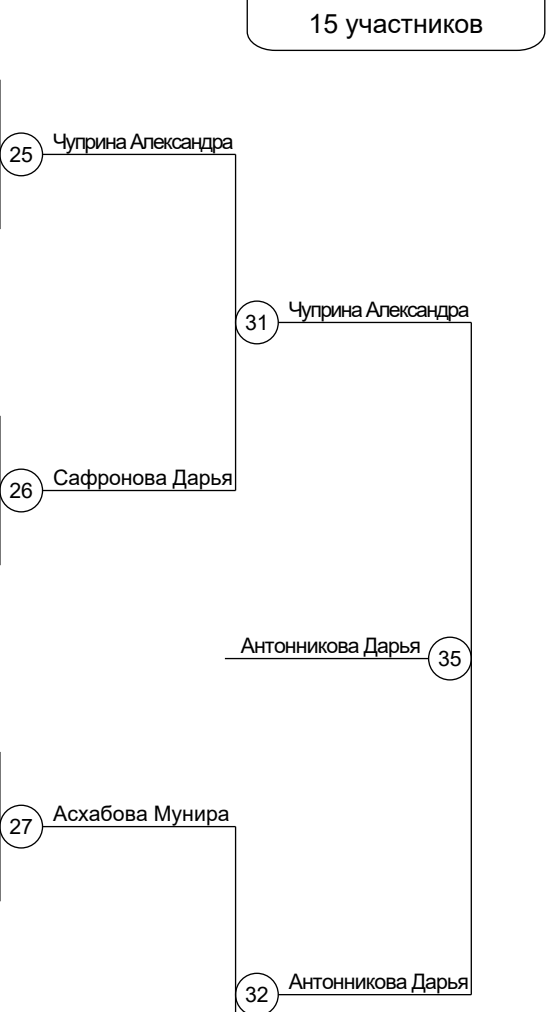 15 участников
25 Чуприна Александра
31 Чуприна Александра
26 Сафронова Дарья
Антонникова Дарья 35
27 Асхабова Мунира
32 Антонникова Дарья